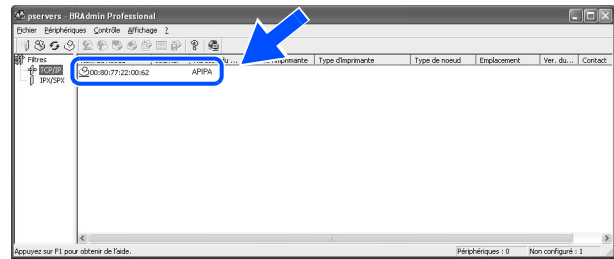 pservers - BRAdmin Professional
Fichier Périphériques Contrôle Affichage ?
Filtres
TCP/IP
IPX/SPX
Type d'imprimante Type de noeud Emplacement Ver. du... Contact
00:80:77:22:00:62 APIPA
Appuyez sur F1 pour obtenir de l'aide. Périphériques : 0 Non configuré : 1